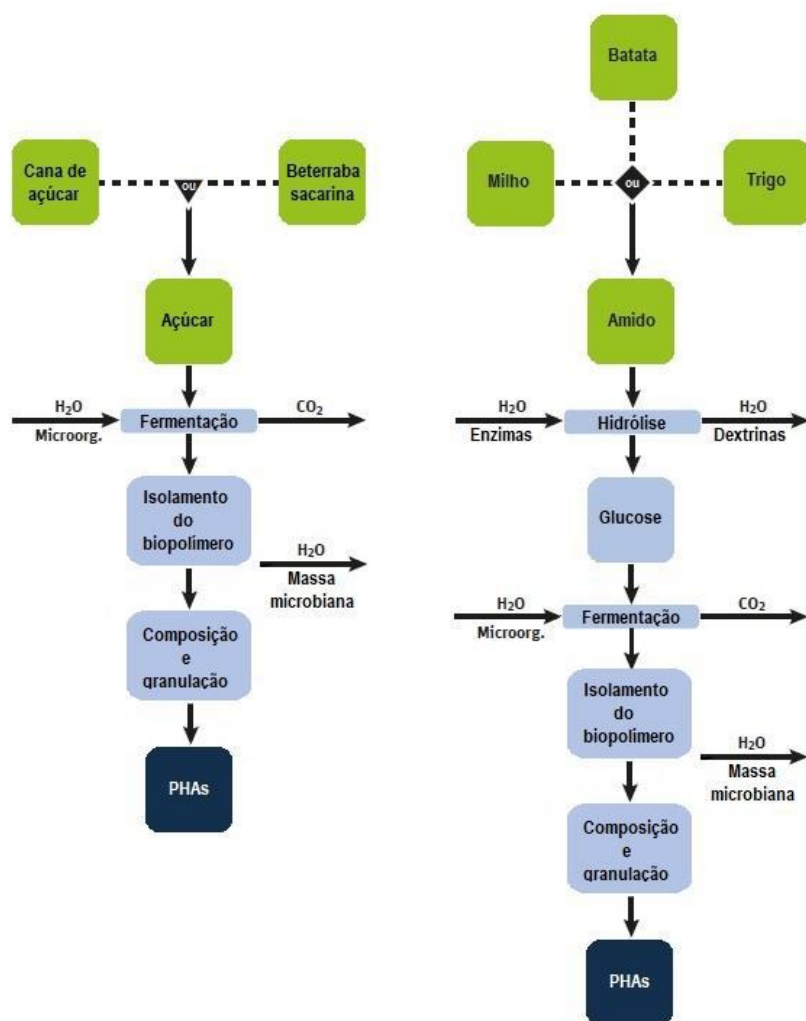 Cana de
açúcar
ou
Beterraba
sacarina
Açúcar
H₂O
Microorg.
Fermentação
CO₂
Isolamento
do
biopolímero
H₂O
Massa
microbiana
Composição
e
granulação
PHAs
Batata
Milho
ou
Trigo
Amido
H₂O
Enzimas
Hidrólise
H₂O
Dextrinas
Glucose
H₂O
Microorg.
Fermentação
CO₂
Isolamento
do
biopolímero
H₂O
Massa
microbiana
Composição
e
granulação
PHAs